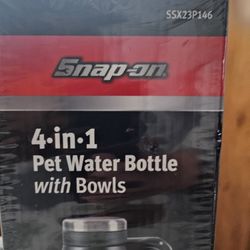 SSX23P146
Snap-on
4-in-1
Pet Water Bottle
with Bowls